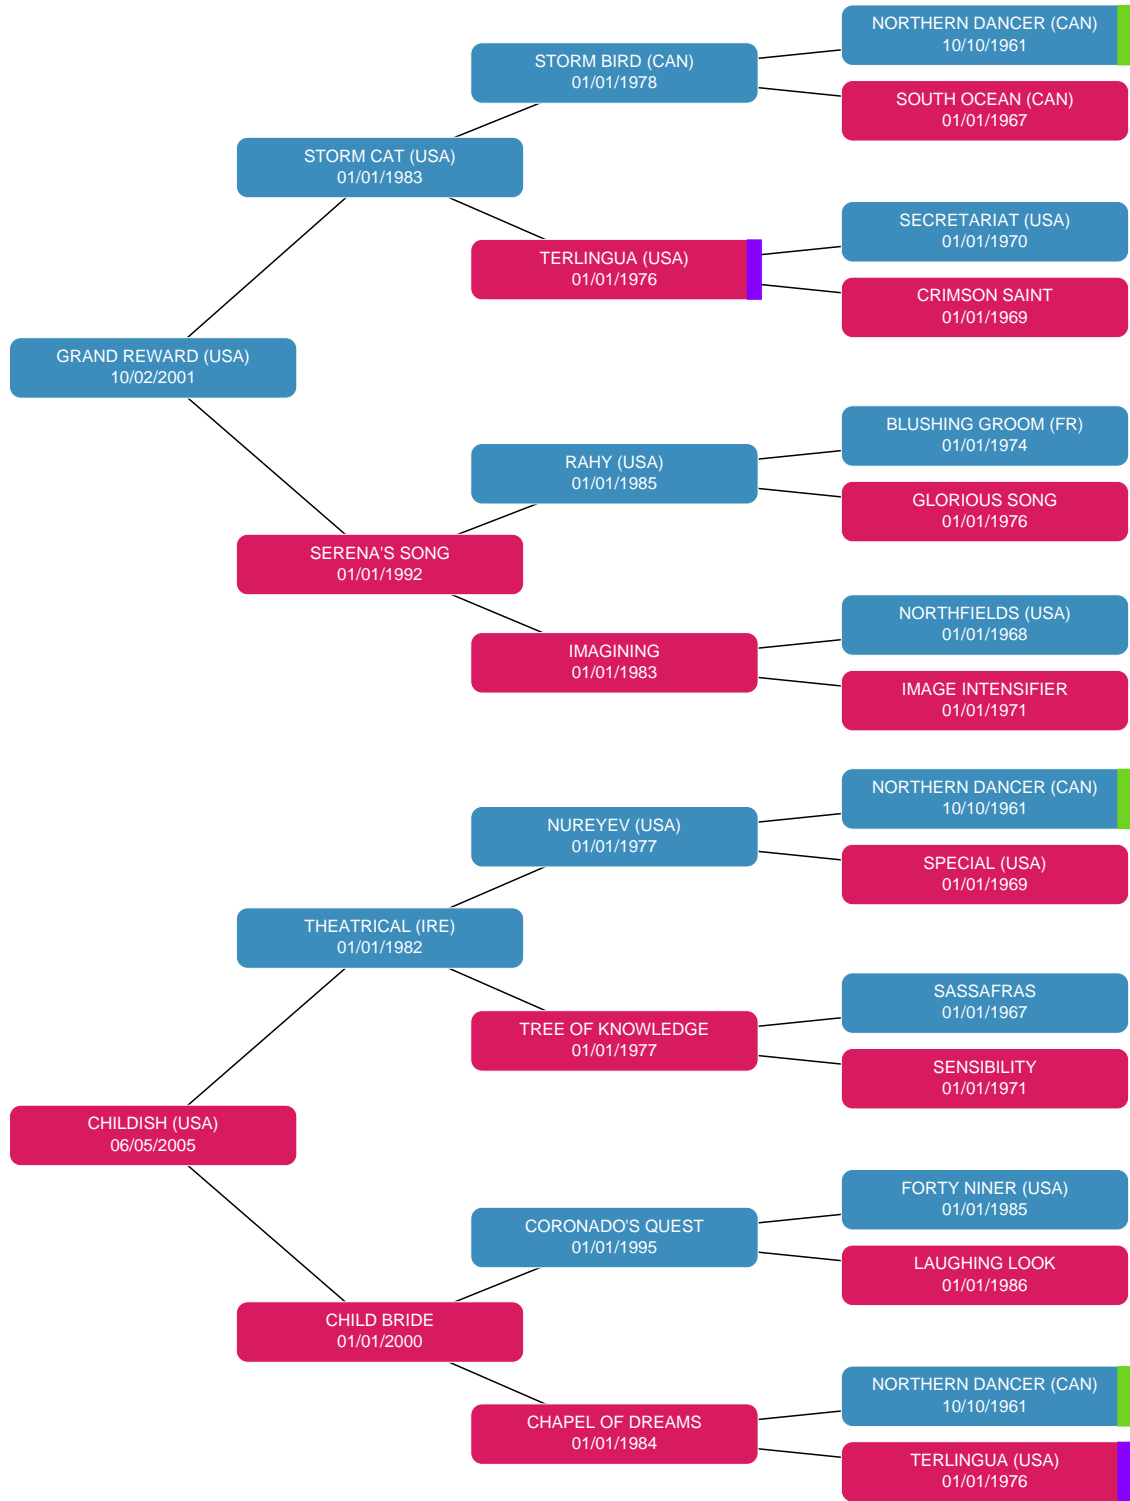 NORTHERN DANCER (CAN)
10/10/1961
STORM BIRD (CAN)
01/01/1978
SOUTH OCEAN (CAN)
01/01/1967
STORM CAT (USA)
01/01/1983
SECRETARIAT (USA)
01/01/1970
TERLINGUA (USA)
01/01/1976
CRIMSON SAINT
01/01/1969
GRAND REWARD (USA)
10/02/2001
BLUSHING GROOM (FR)
01/01/1974
RAHY (USA)
01/01/1985
GLORIOUS SONG
01/01/1976
SERENA'S SONG
01/01/1992
NORTHFIELDS (USA)
01/01/1968
IMAGINING
01/01/1983
IMAGE INTENSIFIER
01/01/1971
NORTHERN DANCER (CAN)
10/10/1961
NUREYEV (USA)
01/01/1977
SPECIAL (USA)
01/01/1969
THEATRICAL (IRE)
01/01/1982
SASSAFRAS
01/01/1967
TREE OF KNOWLEDGE
01/01/1977
SENSIBILITY
01/01/1971
CHILDISH (USA)
06/05/2005
FORTY NINER (USA)
01/01/1985
CORONADO'S QUEST
01/01/1995
LAUGHING LOOK
01/01/1986
CHILD BRIDE
01/01/2000
NORTHERN DANCER (CAN)
10/10/1961
CHAPEL OF DREAMS
01/01/1984
TERLINGUA (USA)
01/01/1976